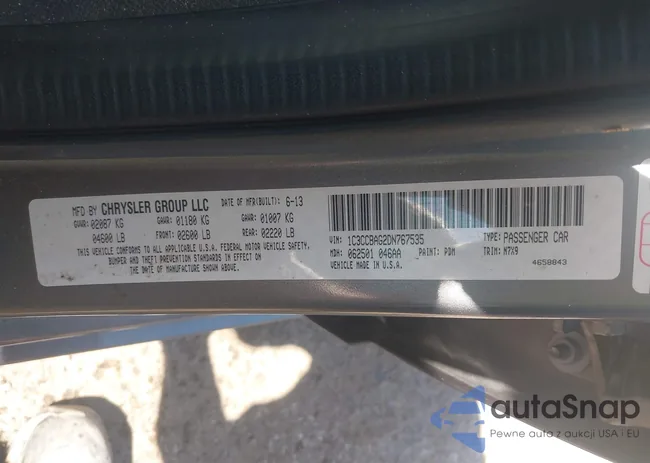 MFD BY CHRYSLER GROUP LLC DATE OF MFR(BUILT): 6-13
GVWR: 02087 KG GAWR: 01180 KG GAWR: 01007 KG
04600 LB FRONT: 02600 LB REAR: 02220 LB
THIS VEHICLE CONFORMS TO ALL APPLICABLE U.S.A. FEDERAL MOTOR VEHICLE SAFETY,
BUMPER AND THEFT PREVENTION STANDARDS IN EFFECT ON
THE DATE OF MANUFACTURE SHOWN ABOVE.
VIN: 1C3CCBAG2DN767535 TYPE: PASSENGER CAR
MDH: 062501 046AA PAINT: PDM TRIM: M7X9
VEHICLE MADE IN U.S.A. 4658843
autaSnap
Pewne auta z aukcji USA i EU